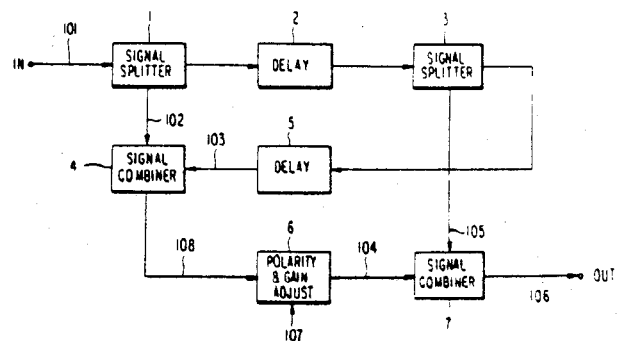 1
2
3
101
IN
SIGNAL
SPLITTER
DELAY
SIGNAL
SPLITTER
102
103
5
4
SIGNAL
COMBINER
DELAY
105
6
108
POLARITY
& GAIN
ADJUST
104
SIGNAL
COMBINER
OUT
106
107
7